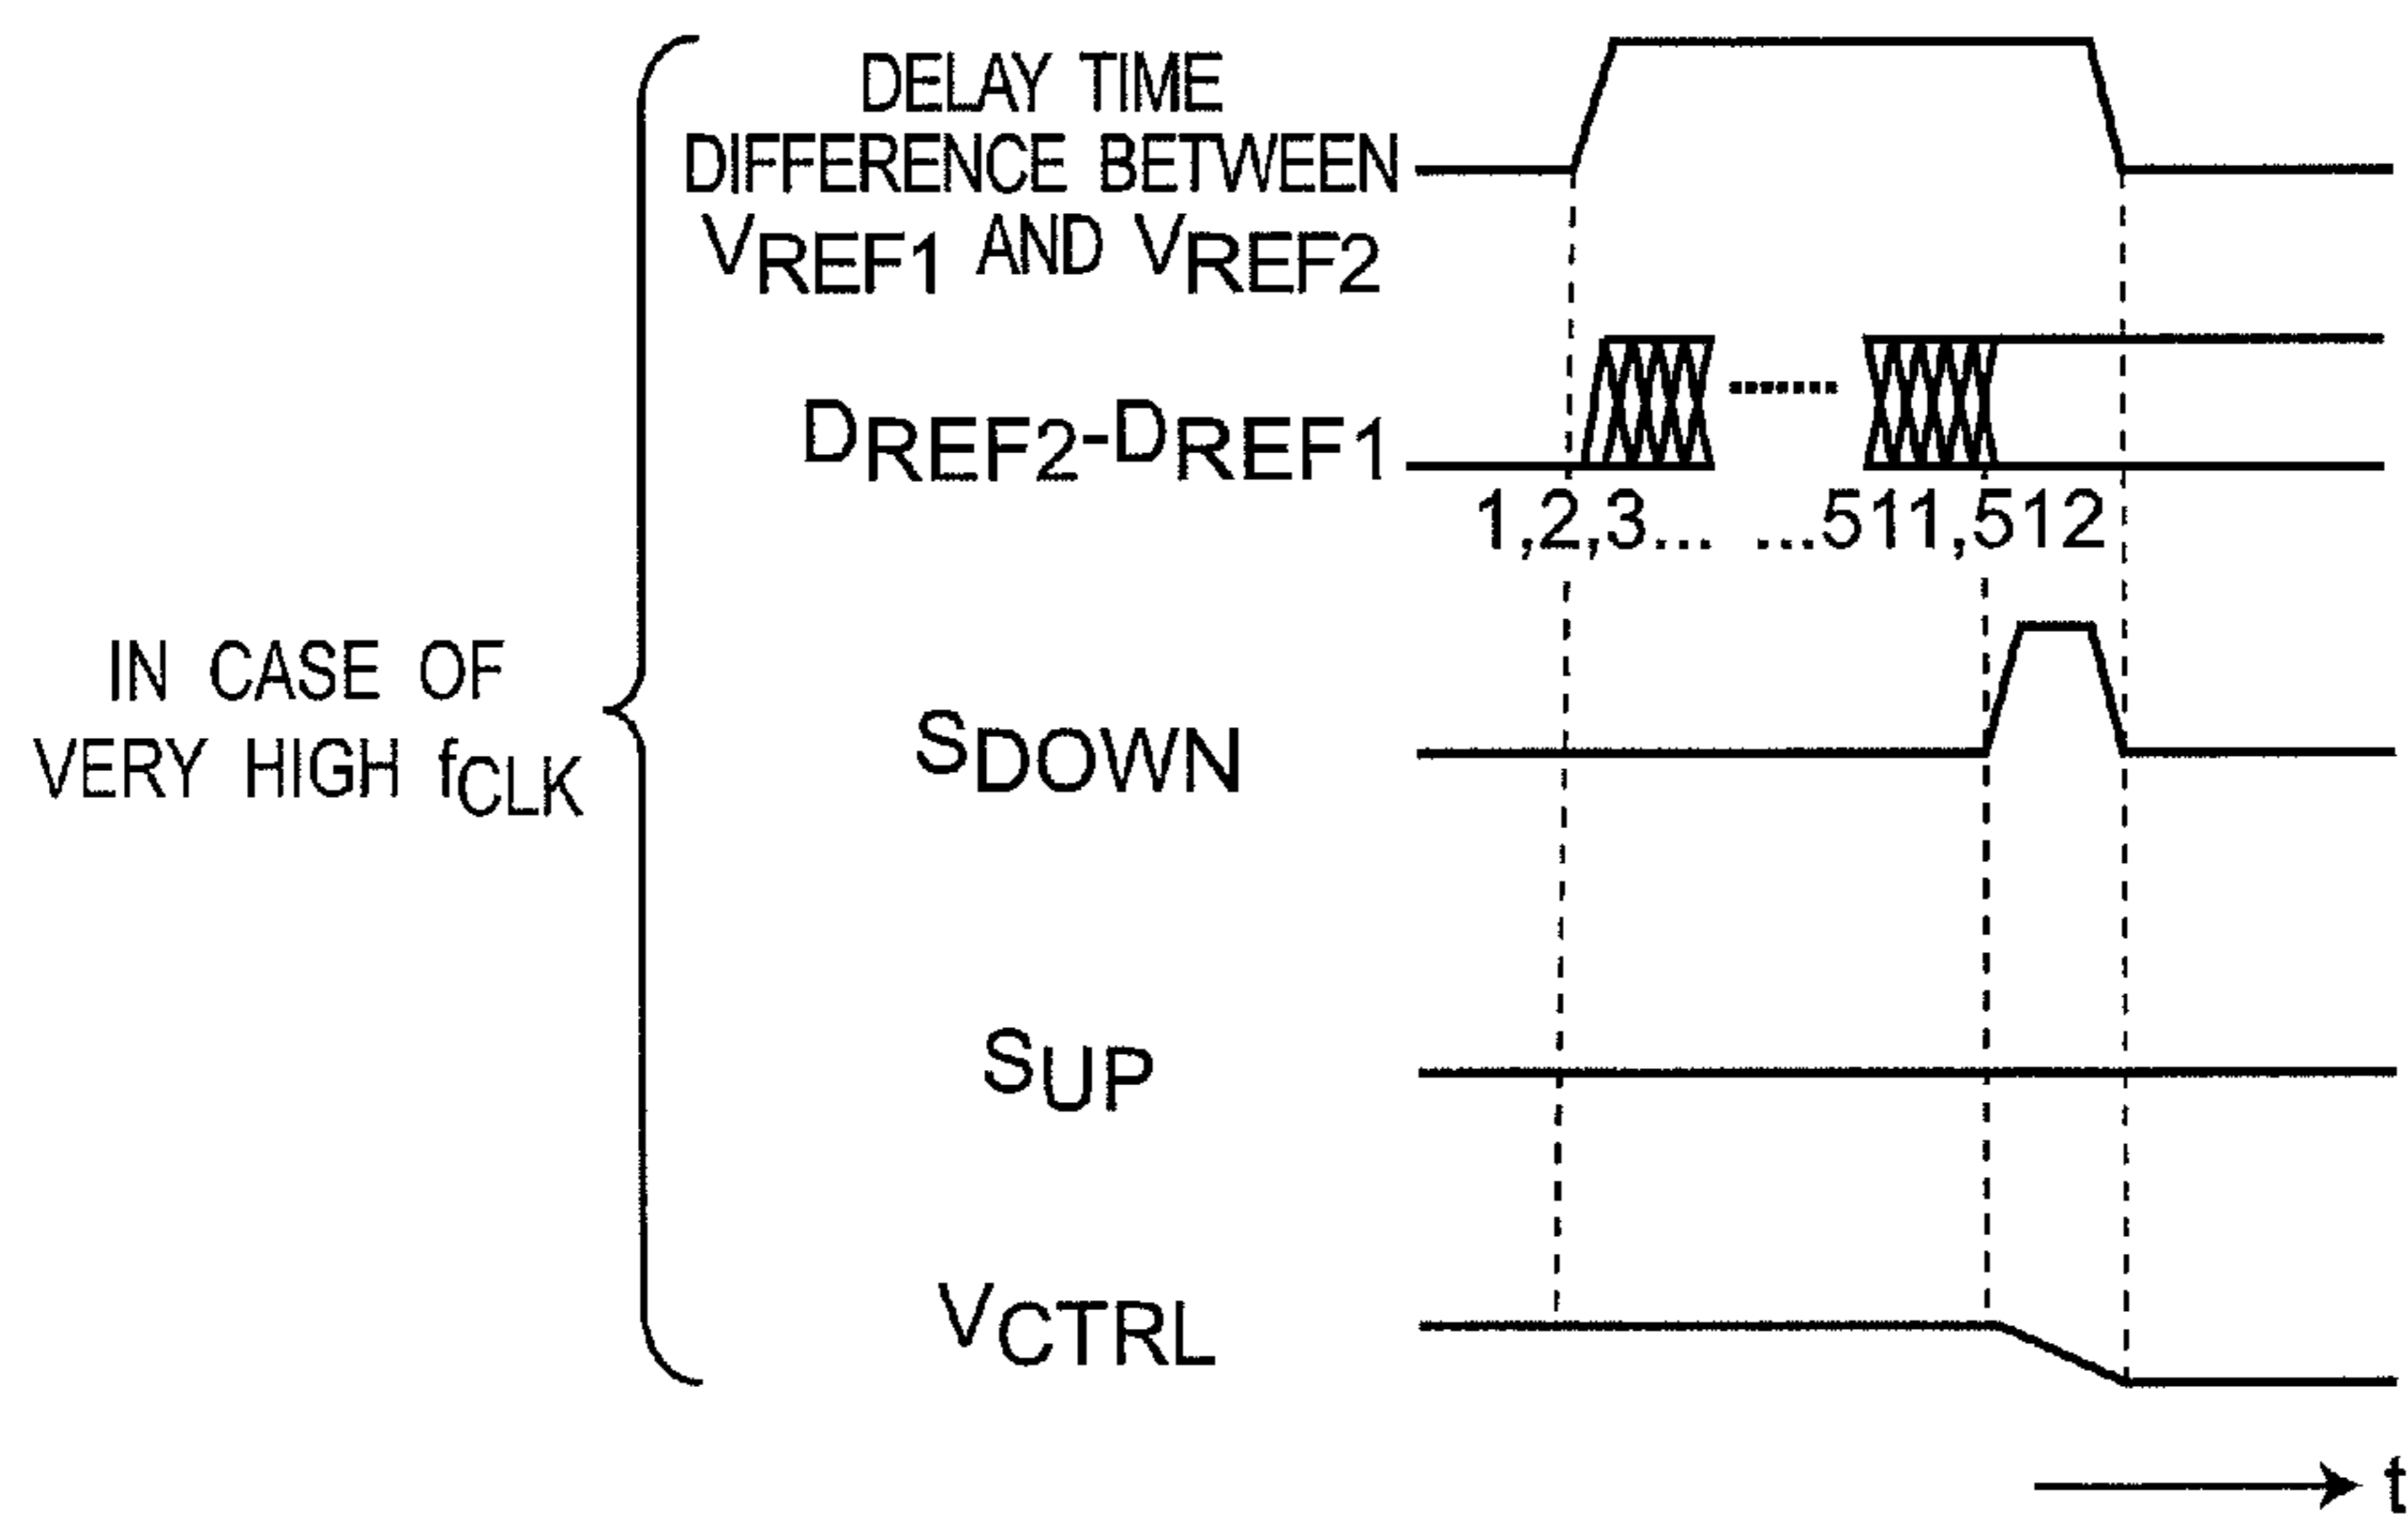 DELAY TIME
DIFFERENCE BETWEEN
VREF1 AND VREF2
DREF2-DREF1
1,2,3... ...511,512
IN CASE OF
VERY HIGH fCLK
SDOWN
SUP
VCTRL
t